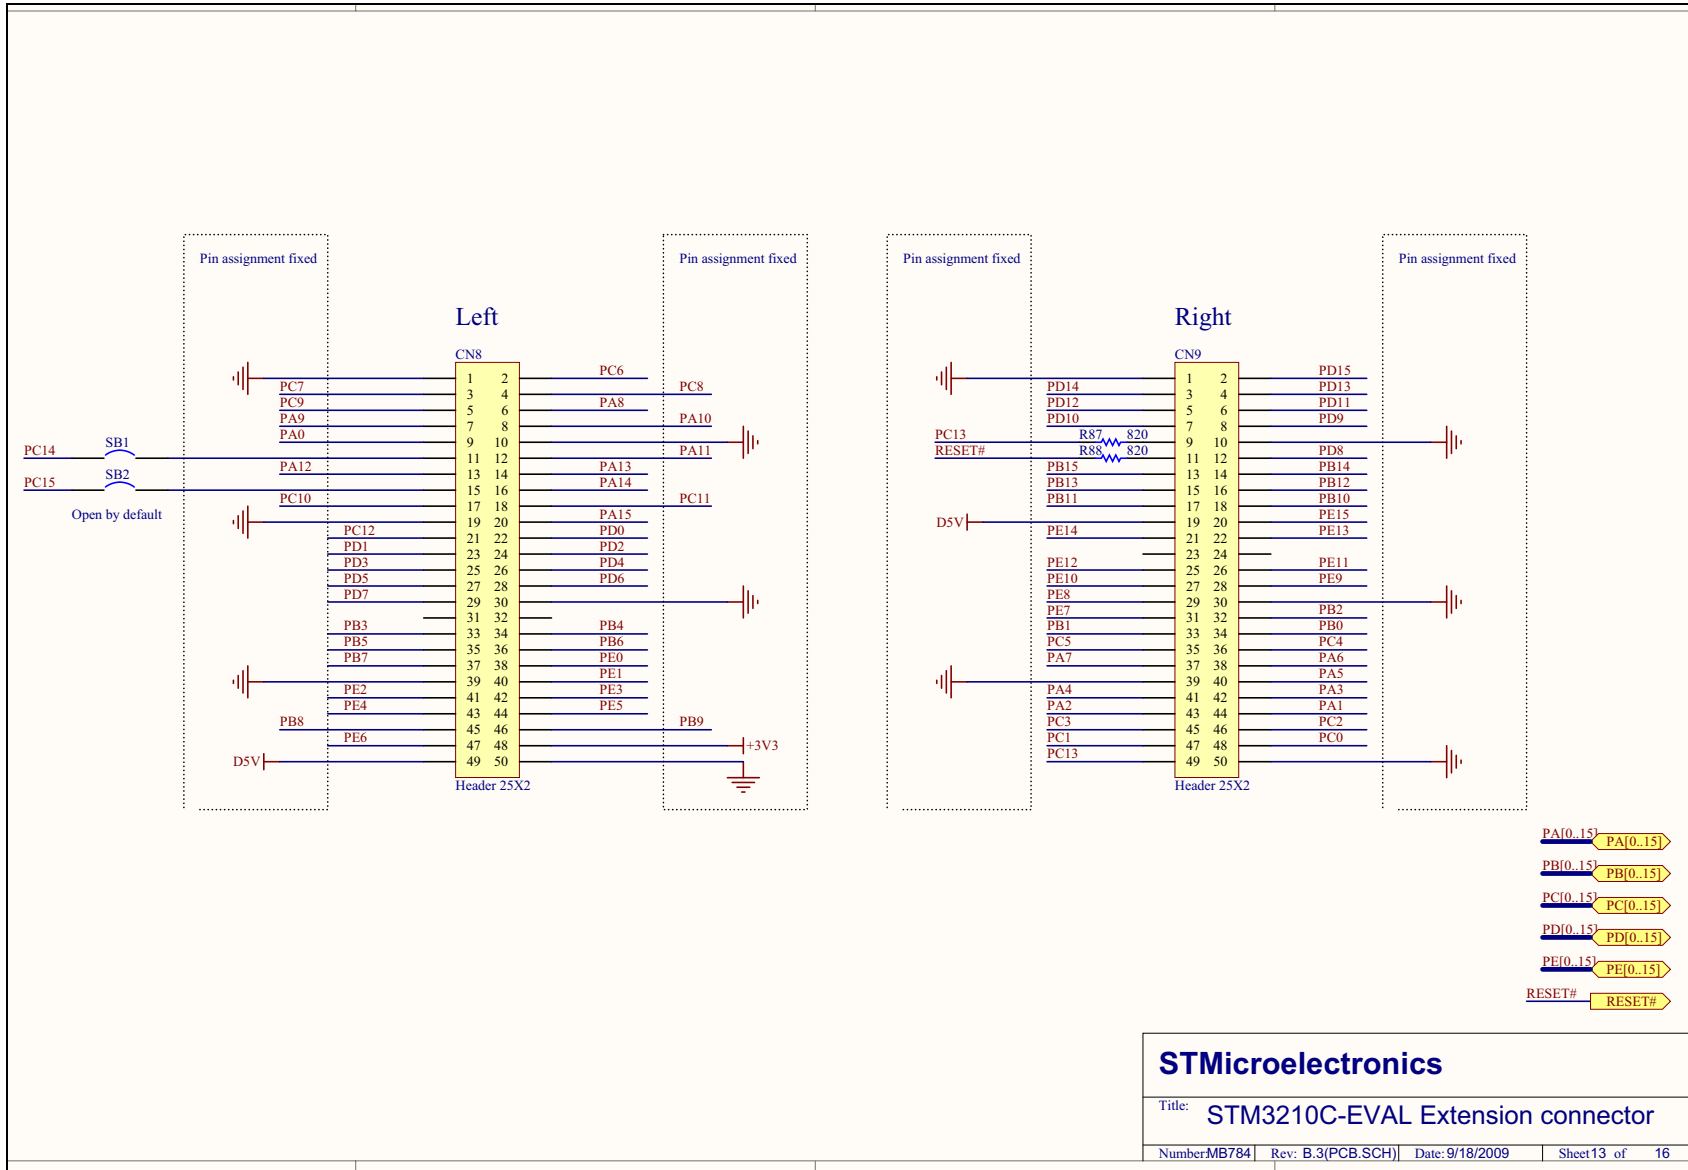 Pin assignment fixed Pin assignment fixed Pin assignment fixed Pin assignment fixed
Left Right
CN8 CN9
1 2 PC6 1 2 PD15
PC7 3 4 PC8 PD14 3 4 PD13
PC9 5 6 PA8 PD12 5 6 PD11
PA9 7 8 PA10 PD10 7 8 PD9
PA0 9 10 PC13 R87 820 9 10
PC14 SB1 11 12 PA11 RESET# R88 820 11 12 PD8
PA12 13 14 PA13 PB15 13 14 PB14
PC15 SB2 15 16 PA14 PB13 15 16 PB12
PC10 17 18 PC11 PB11 17 18 PB10
Open by default 19 20 PA15 D5V 19 20 PE15
PC12 21 22 PD0 PE14 21 22 PE13
PD1 23 24 PD2 23 24
PD3 25 26 PD4 PE12 25 26 PE11
PD5 27 28 PD6 PE10 27 28 PE9
PD7 29 30 PE8 29 30
31 32 PE7 31 32 PB2
PB3 33 34 PB4 PB1 33 34 PB0
PB5 35 36 PB6 PC5 35 36 PC4
PB7 37 38 PE0 PA7 37 38 PA6
39 40 PE1 39 40 PA5
PE2 41 42 PE3 PA4 41 42 PA3
PE4 43 44 PE5 PA2 43 44 PA1
PB8 45 46 PB9 PC3 45 46 PC2
PE6 47 48 +3V3 PC1 47 48 PC0
D5V 49 50 PC13 49 50
Header 25X2 Header 25X2
PA[0..15] PA[0..15]
PB[0..15] PB[0..15]
PC[0..15] PC[0..15]
PD[0..15] PD[0..15]
PE[0..15] PE[0..15]
RESET# RESET#
STMicroelectronics
Title: STM3210C-EVAL Extension connector
Number:MB784 Rev: B.3(PCB.SCH) Date: 9/18/2009 Sheet 13 of 16